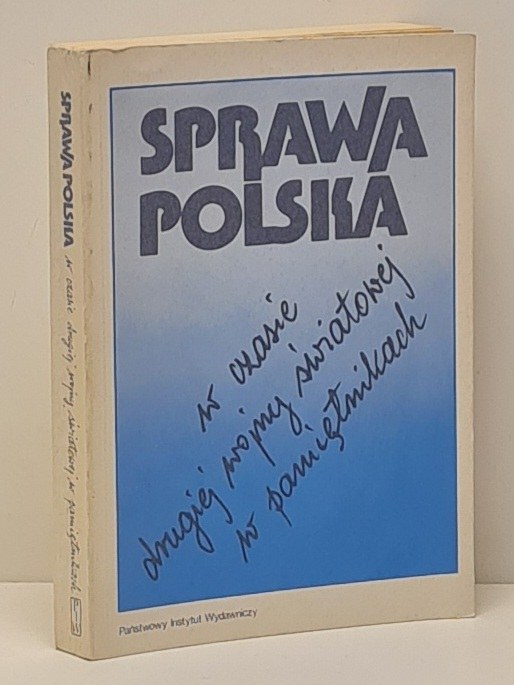 SPRAWA
POLSKA
w czasie
drugiej wojny światowej
w pamiętnikach
Państwowy Instytut Wydawniczy
SPRAWA POLSKA w czasie drugiej wojny światowej w pamiętnikach